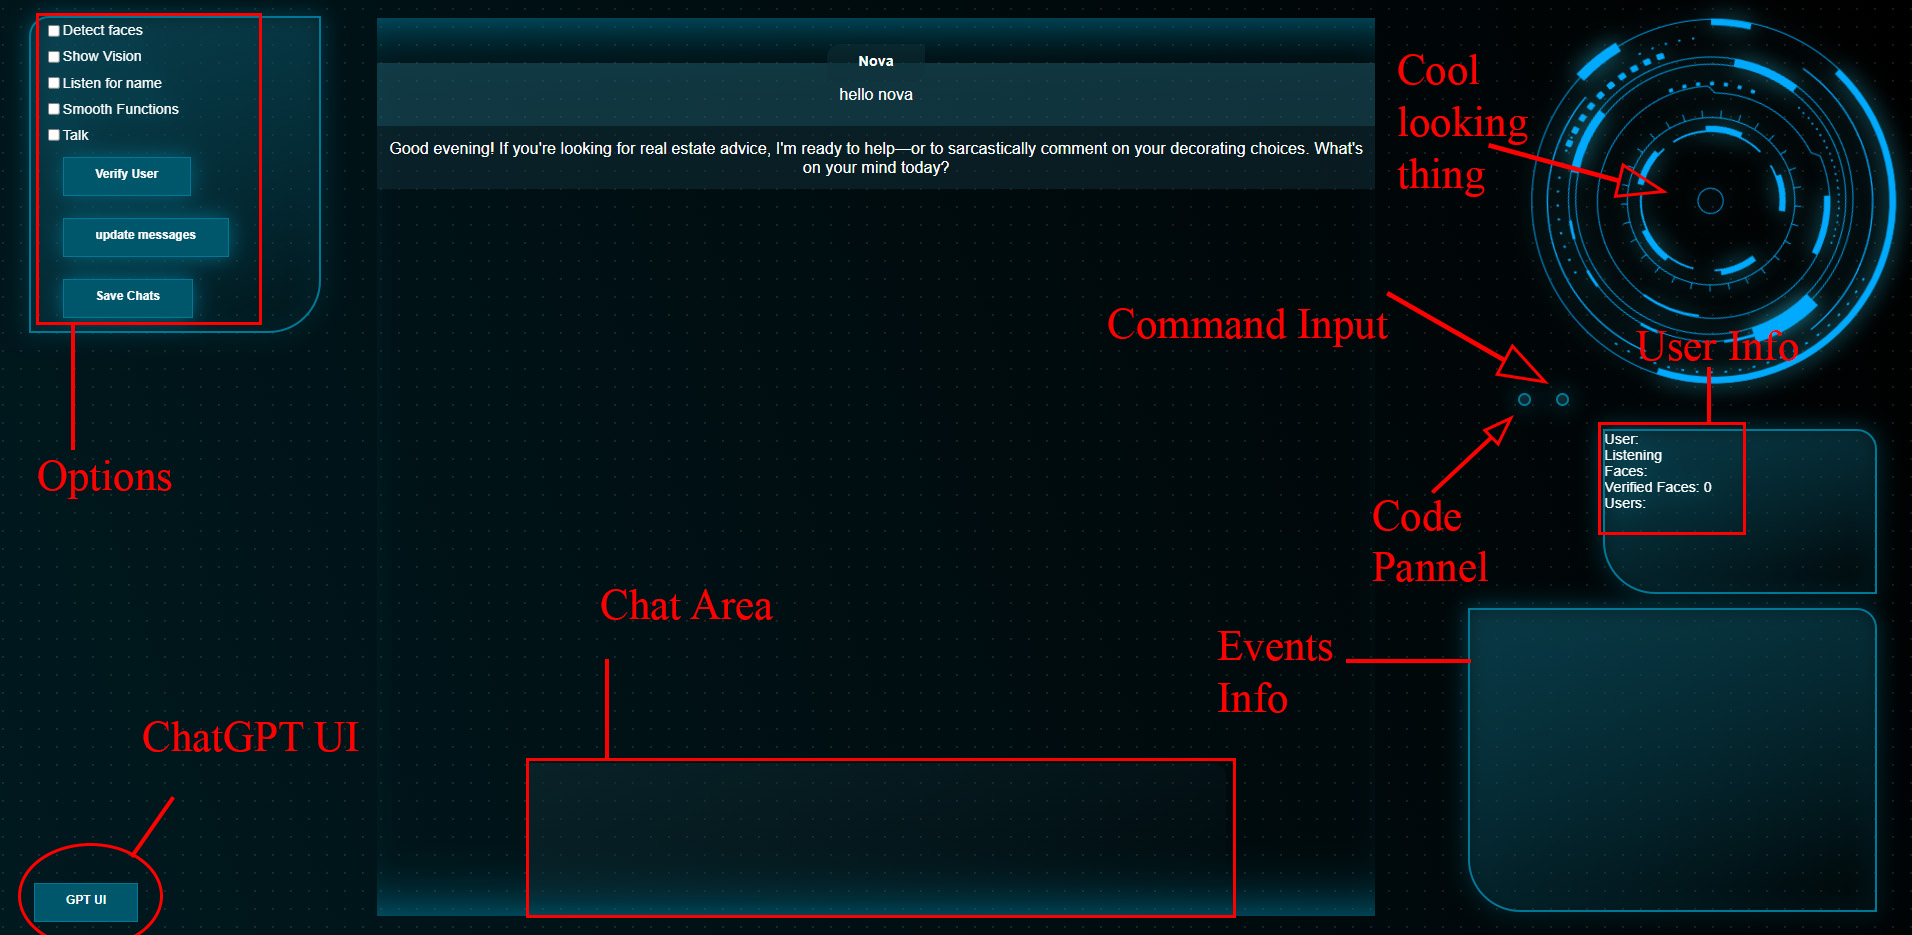 Detect faces
Show Vision
Listen for name
Smooth Functions
Talk
Verify User
update messages
Save Chats
Options
ChatGPT UI
GPT UI
Nova
hello nova
Good evening! If you're looking for real estate advice, I'm ready to help—or to sarcastically comment on your decorating choices. What's
on your mind today?
Chat Area
Cool
looking
thing
Command Input
User Info
User:
Listening
Faces:
Verified Faces: 0
Users:
Code
Pannel
Events
Info